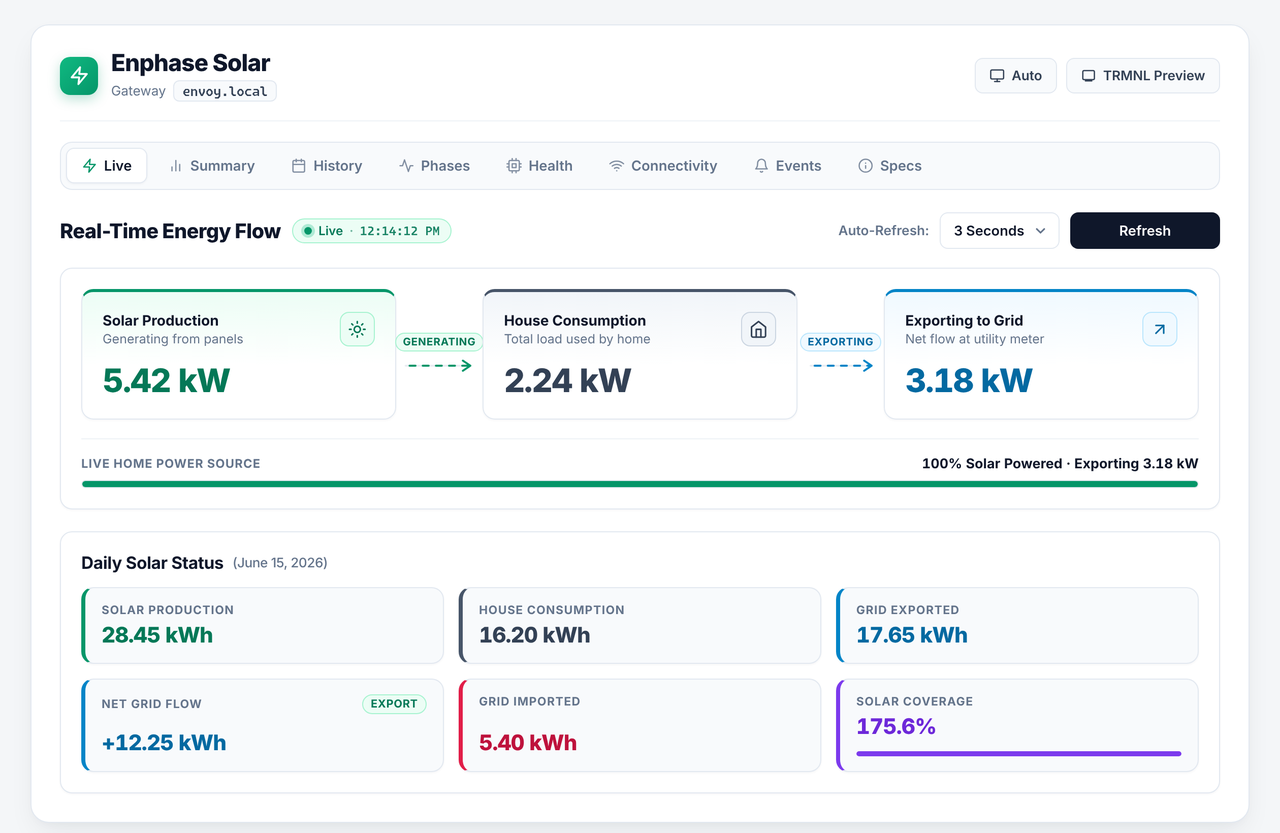 Enphase Solar
Gateway envoy.local
Auto
TRMNL Preview
Live
Summary
History
Phases
Health
Connectivity
Events
Specs
Real-Time Energy Flow
Live · 12:14:12 PM
Auto-Refresh:
3 Seconds
Refresh
Solar Production
Generating from panels
5.42 kW
GENERATING
House Consumption
Total load used by home
2.24 kW
EXPORTING
Exporting to Grid
Net flow at utility meter
3.18 kW
LIVE HOME POWER SOURCE
100% Solar Powered · Exporting 3.18 kW
Daily Solar Status (June 15, 2026)
SOLAR PRODUCTION
28.45 kWh
HOUSE CONSUMPTION
16.20 kWh
GRID EXPORTED
17.65 kWh
NET GRID FLOW
EXPORT
+12.25 kWh
GRID IMPORTED
5.40 kWh
SOLAR COVERAGE
175.6%